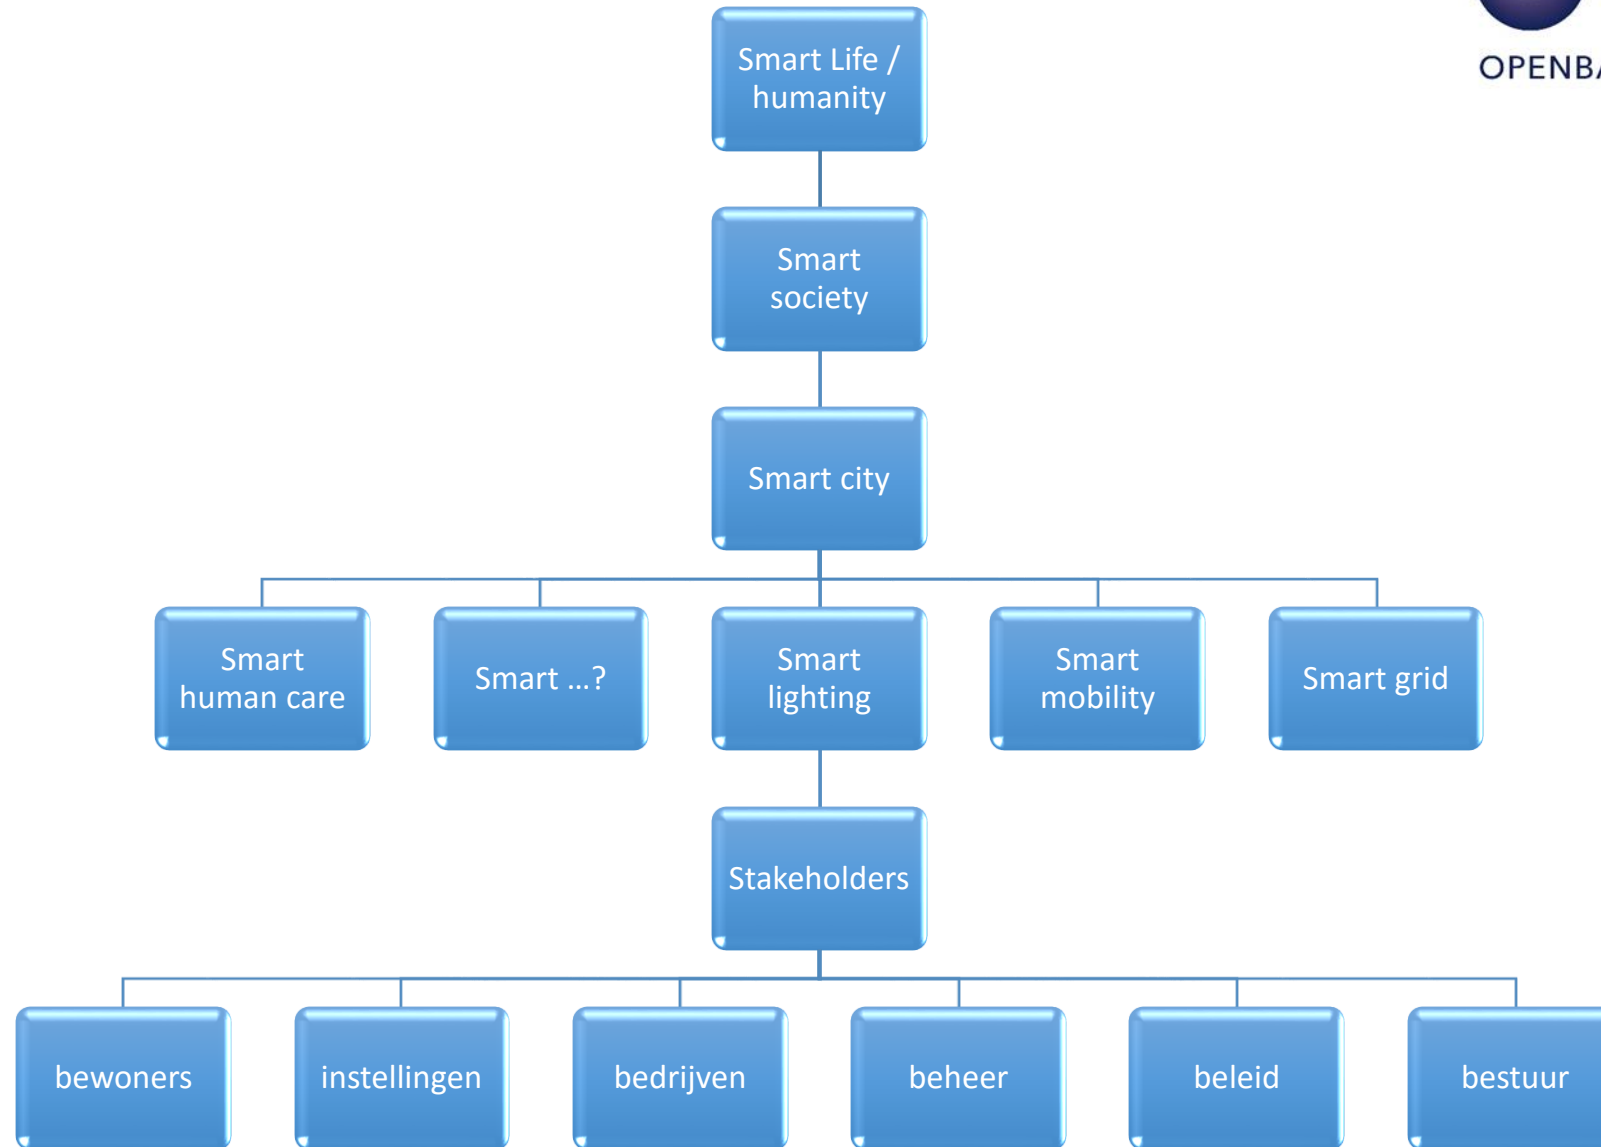 OPENBA
Smart Life /
humanity
Smart
society
Smart city
Smart
human care
Smart ...?
Smart
lighting
Smart
mobility
Smart grid
Stakeholders
bewoners
instellingen
bedrijven
beheer
beleid
bestuur